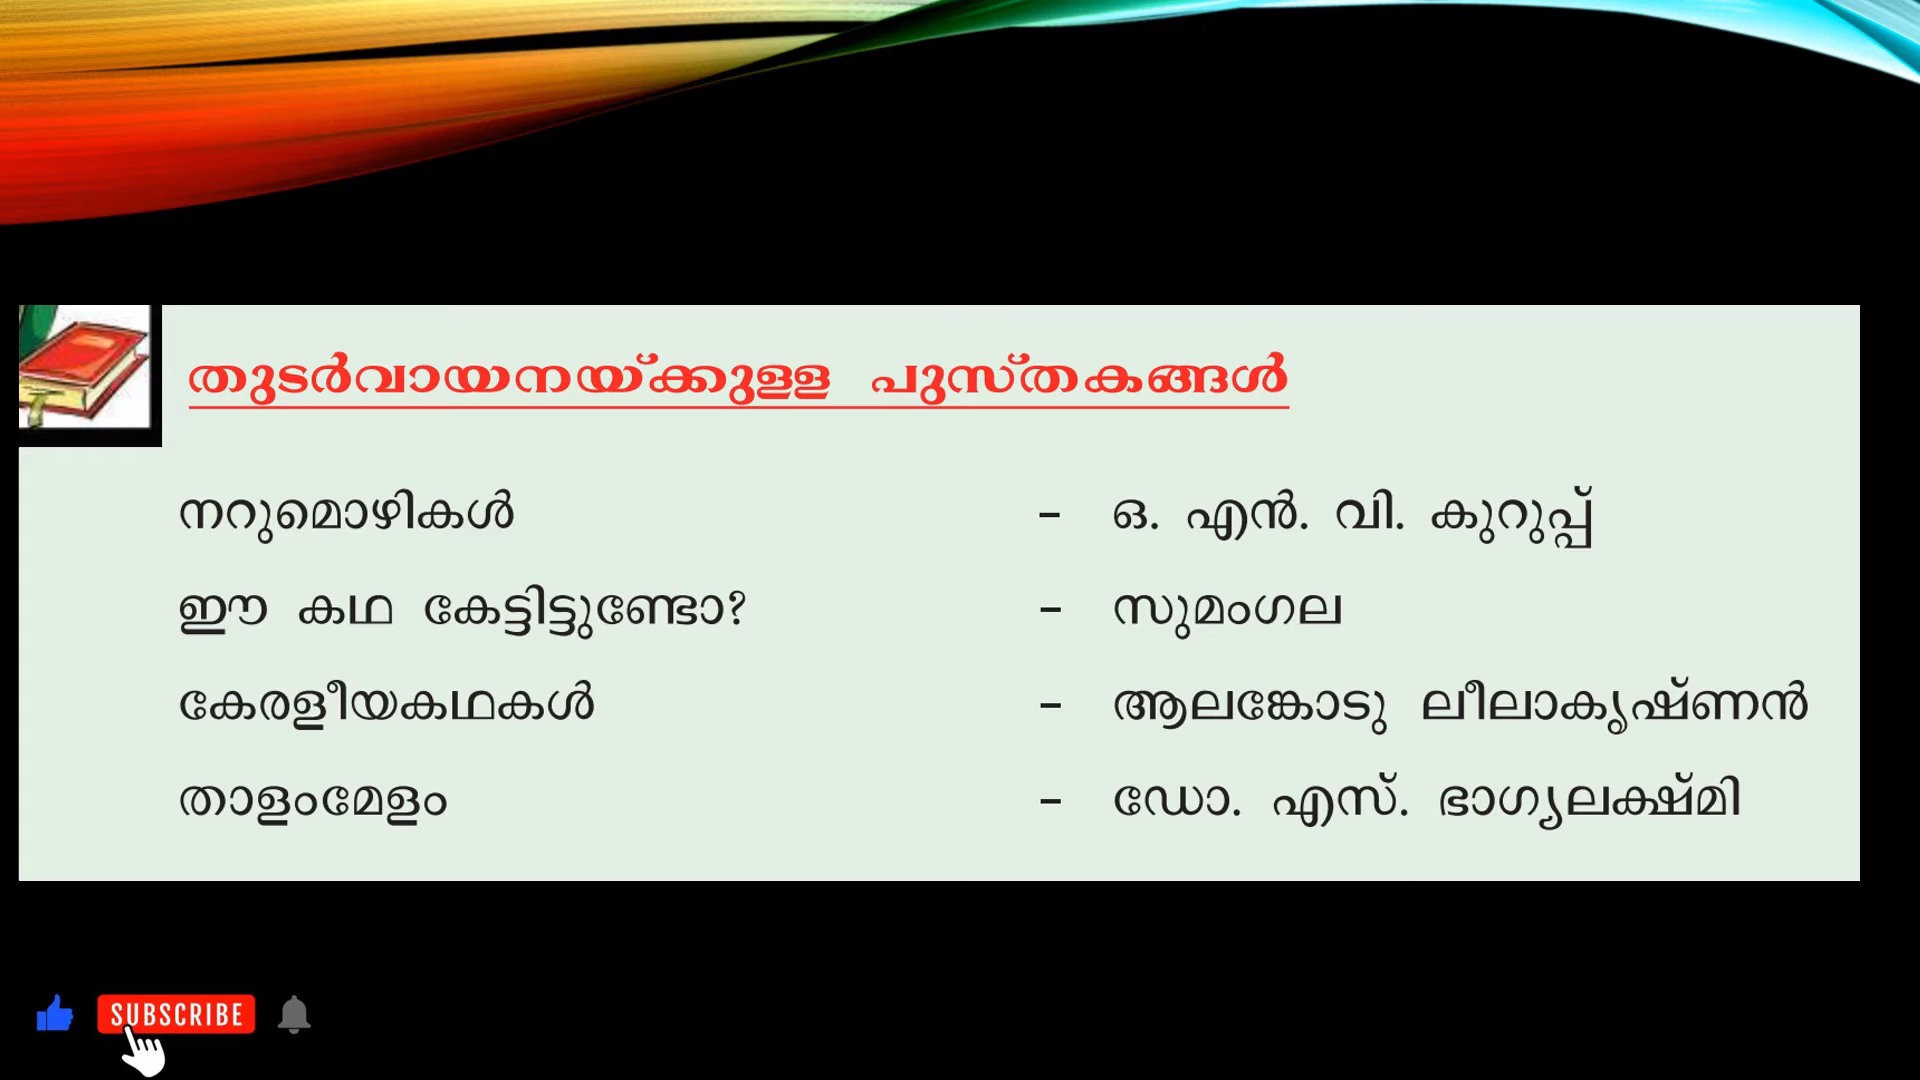 തുടർവായനയ്ക്കുള്ള പുസ്തകങ്ങൾ
നറുമൊഴികൾ - ഒ. എൻ. വി. കുറുപ്പ്
ഈ കഥ കേട്ടിട്ടുണ്ടോ? - സുമംഗല
കേരളീയകഥകൾ - ആലങ്കോടു ലീലാകൃഷ്ണൻ
താളംമേളം - ഡോ. എസ്. ഭാഗ്യലക്ഷ്മി
SUBSCRIBE